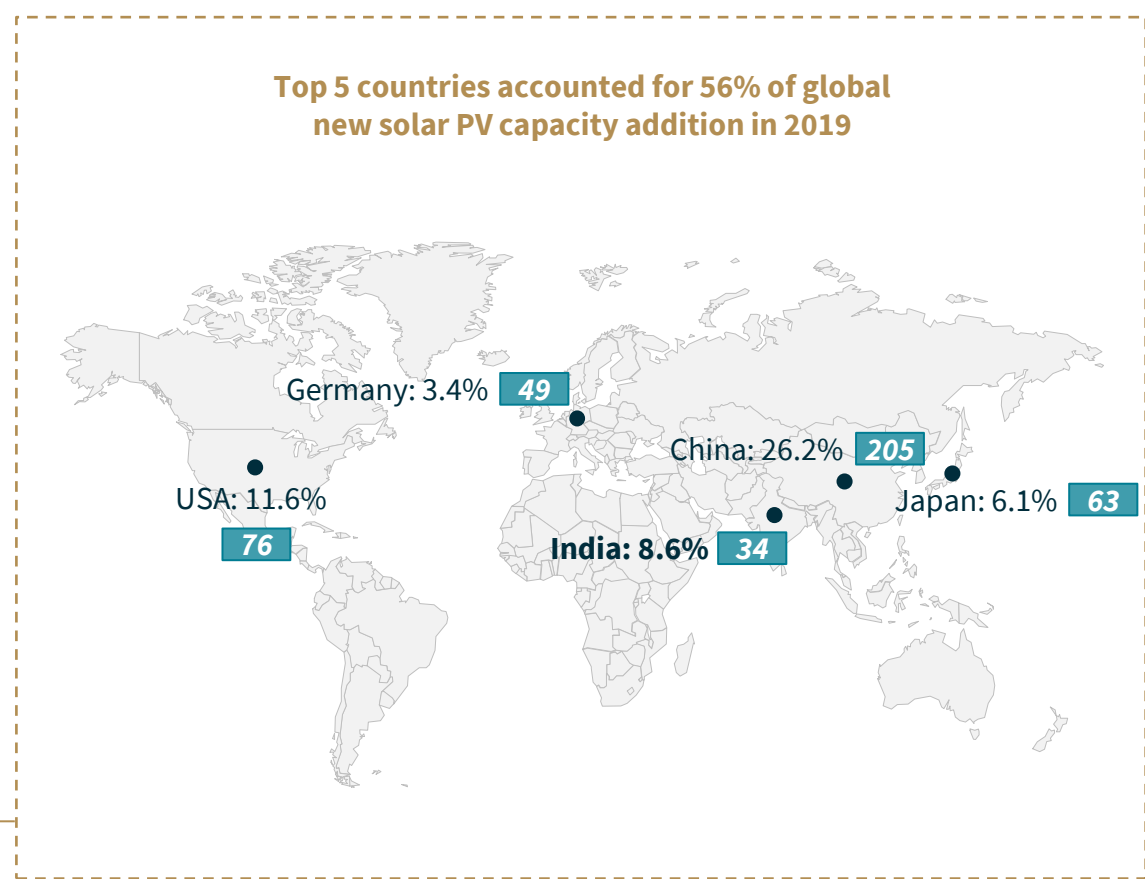 Top 5 countries accounted for 56% of global
new solar PV capacity addition in 2019
Germany: 3.4% 49
China: 26.2% 205
USA: 11.6%
76
Japan: 6.1% 63
India: 8.6% 34